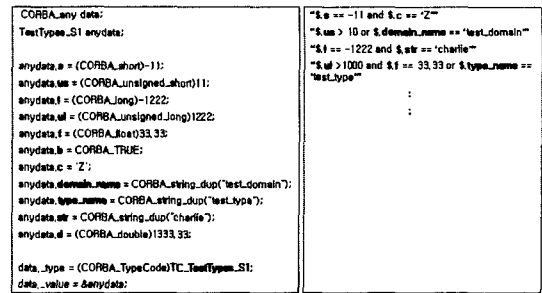 CORBA_any data;
TestTypes_S1 anydata;
anydata.s = (CORBA_short)-11;
anydata.us = (CORBA_unsigned_short)11;
anydata.l = (CORBA_long)-1222;
anydata.ul = (CORBA_unsigned_long)1222;
anydata.f = (CORBA_float)33.33;
anydata.b = CORBA_TRUE;
anydata.c = 'Z';
anydata.domain_name = CORBA_string_dup("test_domain");
anydata.type_name = CORBA_string_dup("test_type");
anydata.str = CORBA_string_dup("charlie");
anydata.d = (CORBA_double)1333.33;
data._type = (CORBA_TypeCode)TC_TestTypes_S1;
data._value = &anydata;
"$.s == -11 and $.c == 'Z'"
"$.us > 10 or $.domain_name == 'test_domain'"
"$.l == -1222 and $.str == 'charlie'"
"$.ul >1000 and $.f == 33.33 or $.type_name ==
'test_type'"
:
: